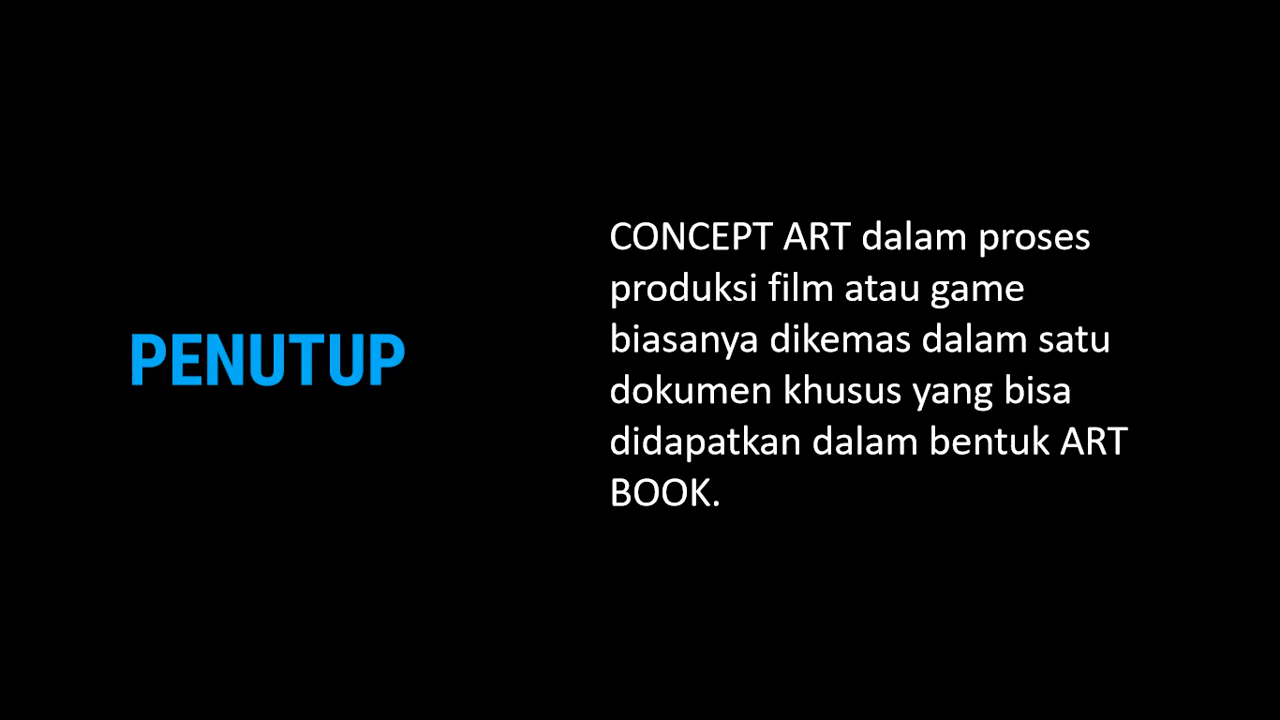 PENUTUP
CONCEPT ART dalam proses
produksi film atau game
biasanya dikemas dalam satu
dokumen khusus yang bisa
didapatkan dalam bentuk ART
BOOK.